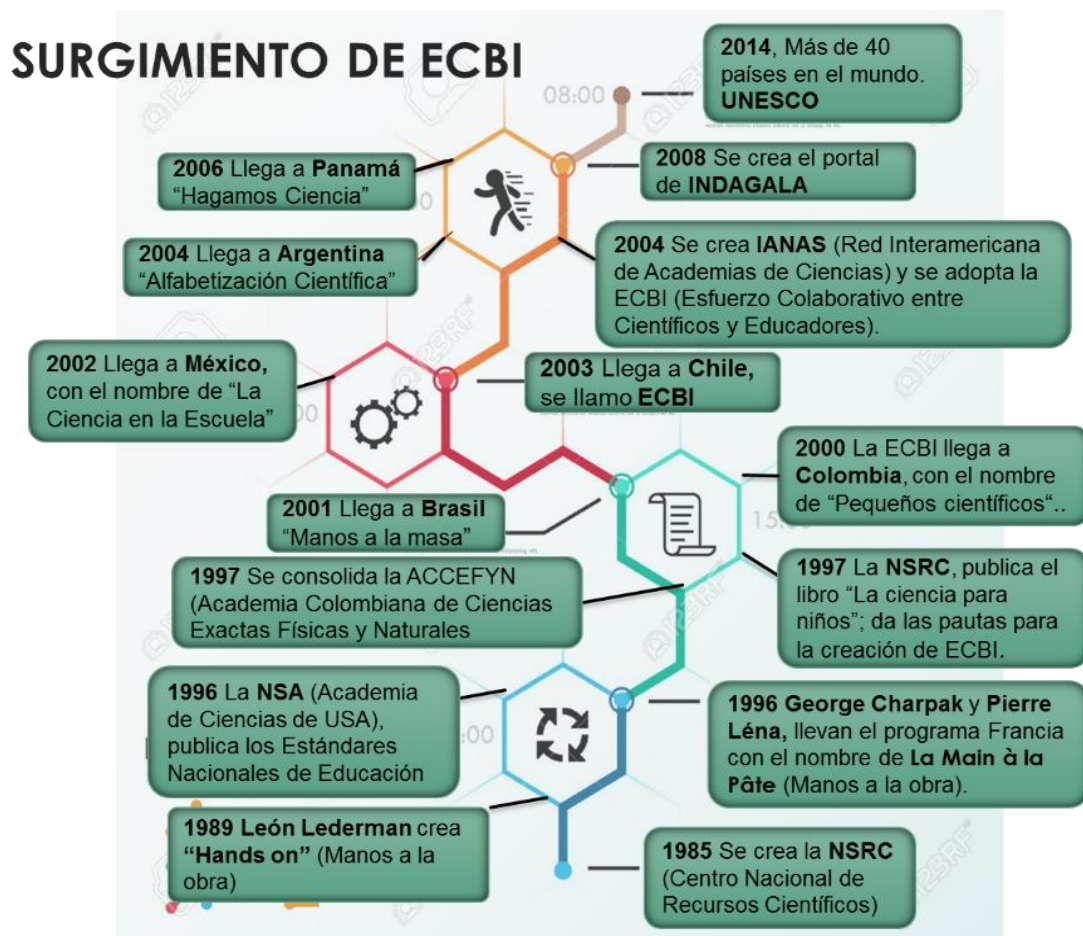 SURGIMIENTO DE ECBI
2014, Más de 40
países en el mundo.
UNESCO
08:00
2006 Llega a Panamá
“Hagamos Ciencia”
2008 Se crea el portal
de INDAGALA
2004 Llega a Argentina
“Alfabetización Científica”
2004 Se crea IANAS (Red Interamericana
de Academias de Ciencias) y se adopta la
ECBI (Esfuerzo Colaborativo entre
Científicos y Educadores).
2002 Llega a México,
con el nombre de “La
Ciencia en la Escuela”
2003 Llega a Chile,
se llamo ECBI
2000 La ECBI llega a
Colombia, con el nombre
de “Pequeños científicos“..
2001 Llega a Brasil
“Manos a la masa”
1997 Se consolida la ACCEFYN
(Academia Colombiana de Ciencias
Exactas Físicas y Naturales
1997 La NSRC, publica el
libro “La ciencia para
niños”; da las pautas para
la creación de ECBI.
1996 La NSA (Academia
de Ciencias de USA),
publica los Estándares
Nacionales de Educación
1996 George Charpak y Pierre
Léna, llevan el programa Francia
con el nombre de La Main à la
Pâte (Manos a la obra).
1989 León Lederman crea
“Hands on” (Manos a la
obra)
1985 Se crea la NSRC
(Centro Nacional de
Recursos Científicos)
123RF